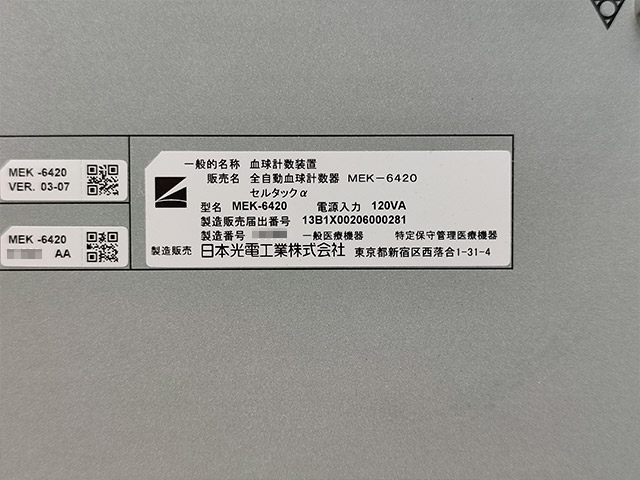 MEK -6420
VER. 03-07
MEK -6420
AA
一般的名称 血球計数装置
販売名 全自動血球計数器 MEK-6420
セルタックα
型名 MEK-6420 電源入力 120VA
製造販売届出番号 13B1X00206000281
製造番号 一般医療機器 特定保守管理医療機器
製造販売 日本光電工業株式会社 東京都新宿区西落合1-31-4